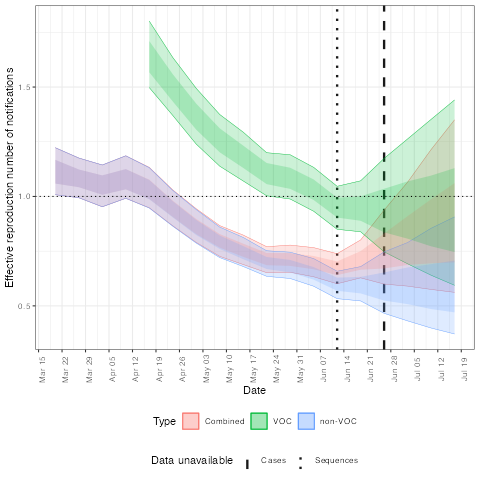 Effective reproduction number of notifications
1.5
1.0
0.5
Mar 15
Mar 22
Mar 29
Apr 05
Apr 12
Apr 19
Apr 26
May 03
May 10
May 17
May 24
May 31
Jun 07
Jun 14
Jun 21
Jun 28
Jul 05
Jul 12
Jul 19
Date
Type Combined VOC non-VOC
Data unavailable Cases Sequences